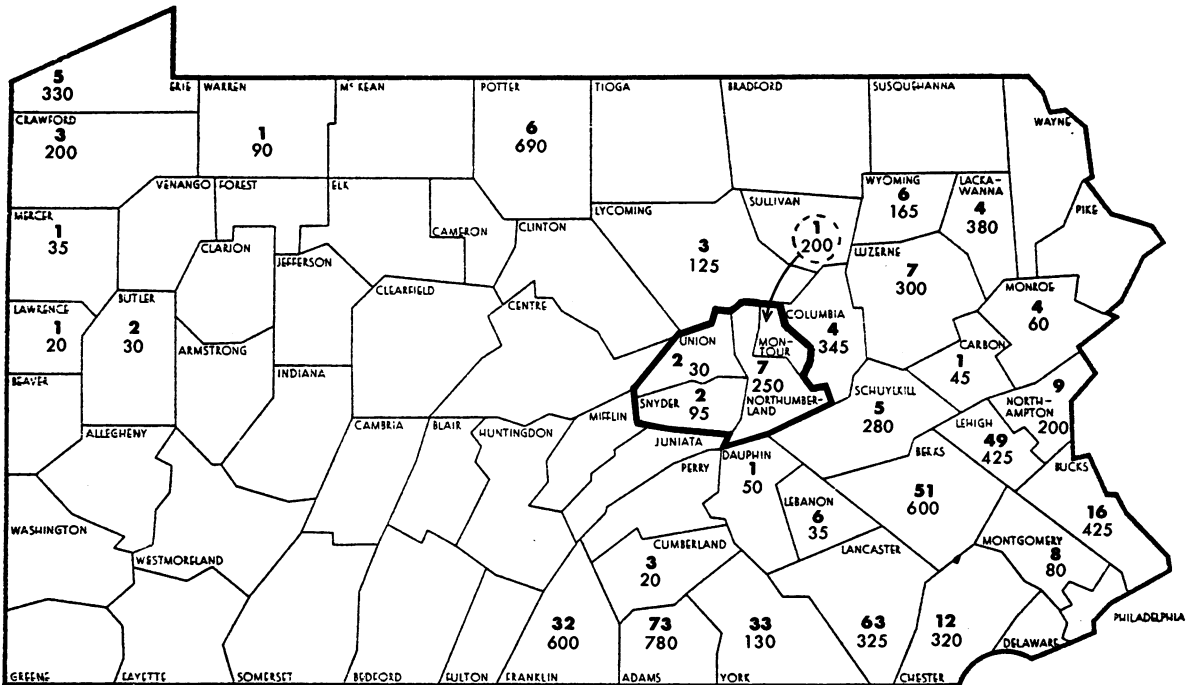 5
330
ERIE
WARREN
McKEAN
POTTER
TIOGA
BRADFORD
SUSQUEHANNA
WAYNE
CRAWFORD
3
200
1
90
6
690
VENANGO
FOREST
ELK
CAMERON
CLINTON
LYCOMING
3
125
SULLIVAN
1
200
WYOMING
6
165
LACKA-
WANNA
4
380
PIKE
MERCER
1
35
CLARION
JEFFERSON
CLEARFIELD
CENTRE
LUZERNE
7
300
MONROE
4
60
LAWRENCE
1
20
BUTLER
2
30
ARMSTRONG
INDIANA
UNION
2 30
MON-
TOUR
7
250
NORTHUMBER-
LAND
COLUMBIA
4
345
CARBON
1
45
BEAVER
SNYDER
2
95
SCHUYLKILL
5
280
9
NORTH-
AMPTON
200
LEHIGH
49
425
ALLEGHENY
CAMBRIA
BLAIR
HUNTINGDON
MIFFLIN
JUNIATA
PERRY
DAUPHIN
1
50
LEBANON
6
35
BERKS
51
600
BUCKS
16
425
WASHINGTON
WESTMORELAND
CUMBERLAND
3
20
LANCASTER
63
325
MONTGOMERY
8
80
PHILADELPHIA
GREENE
FAYETTE
SOMERSET
BEDFORD
FULTON
32
600
FRANKLIN
73
780
ADAMS
33
130
YORK
12
320
CHESTER
DELAWARE